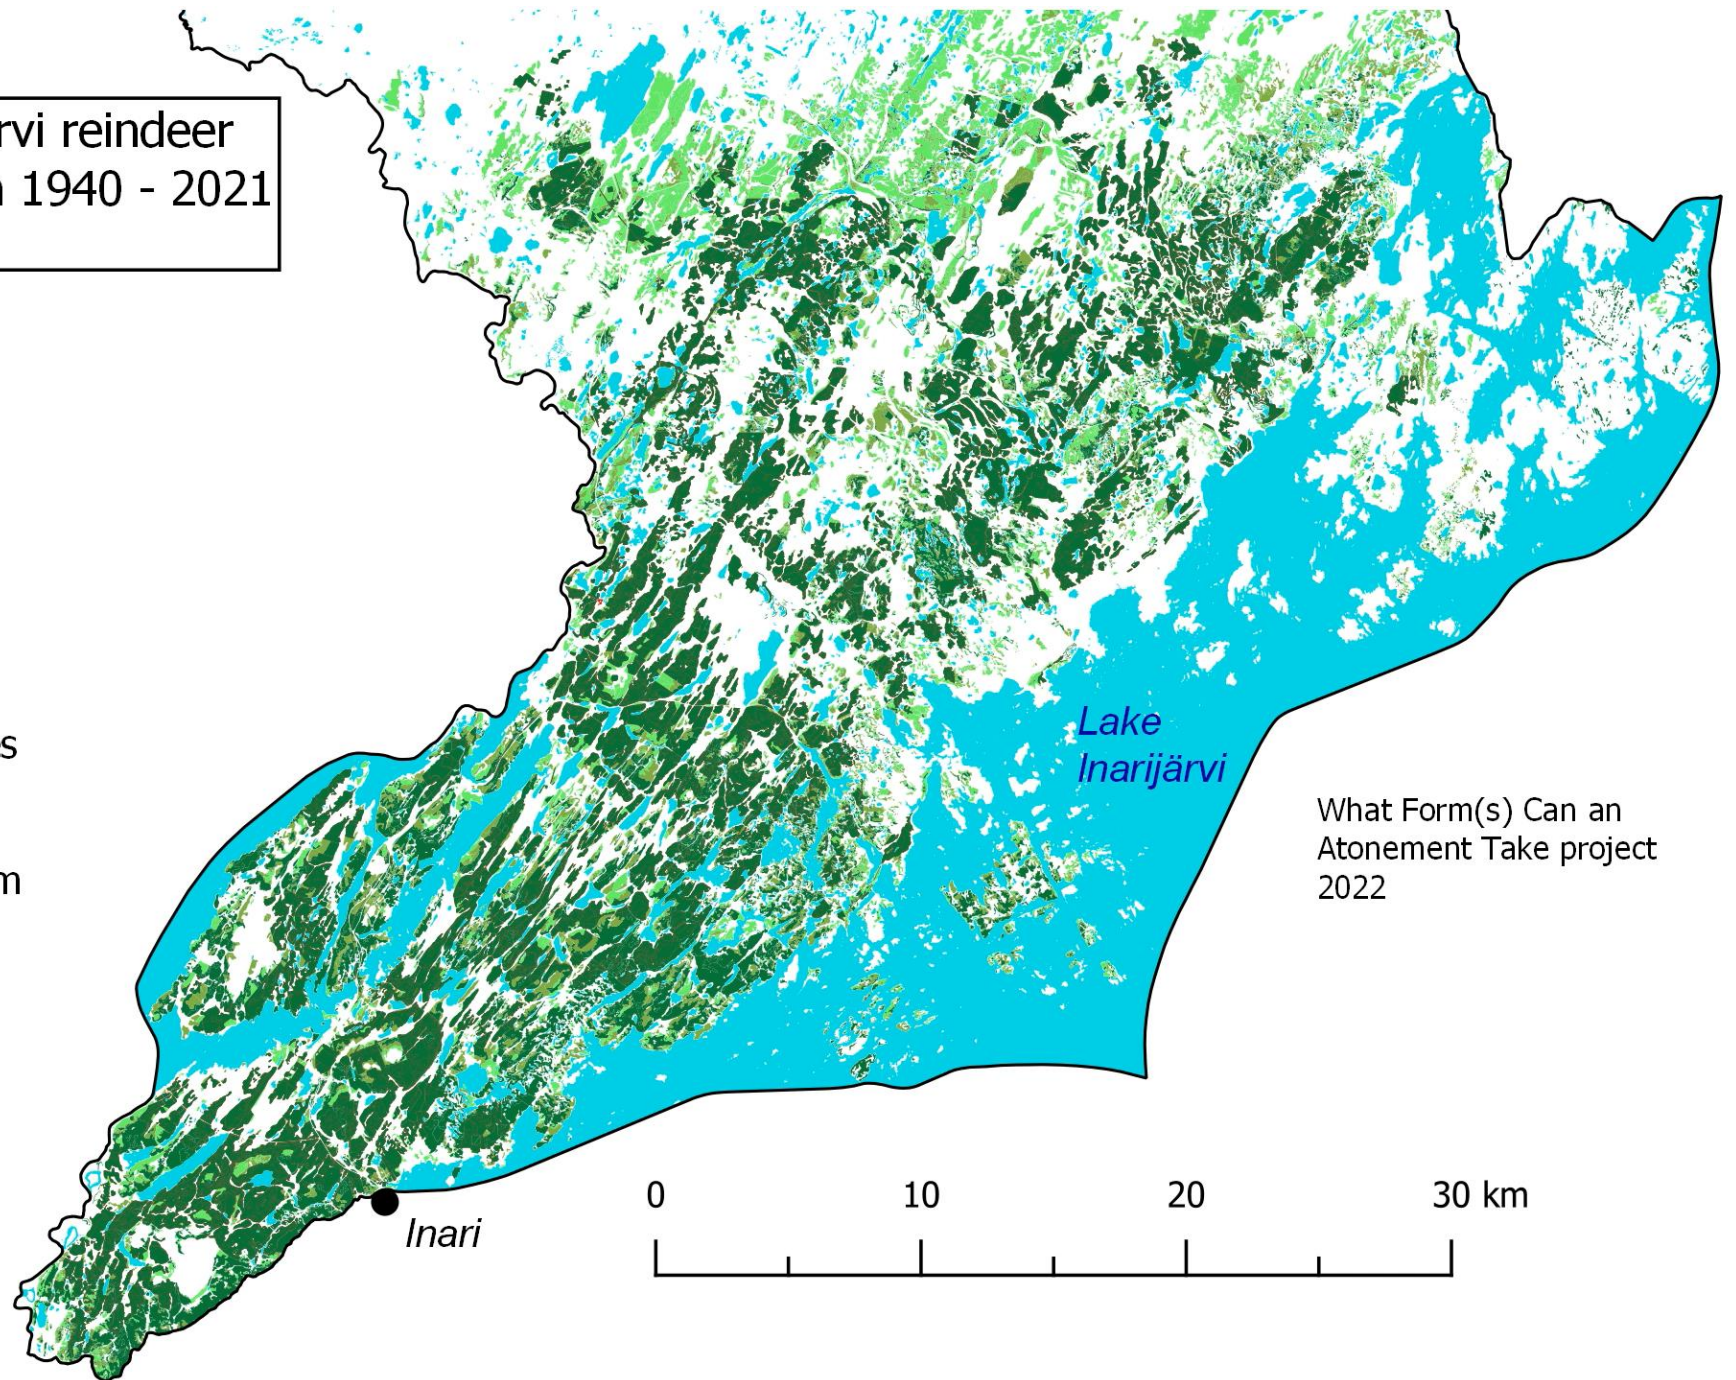 reindeer
1940 - 2021
Lake
Inarijärvi
What Form(s) Can an
Atonement Take project
2022
0 10 20 30 km
Inari